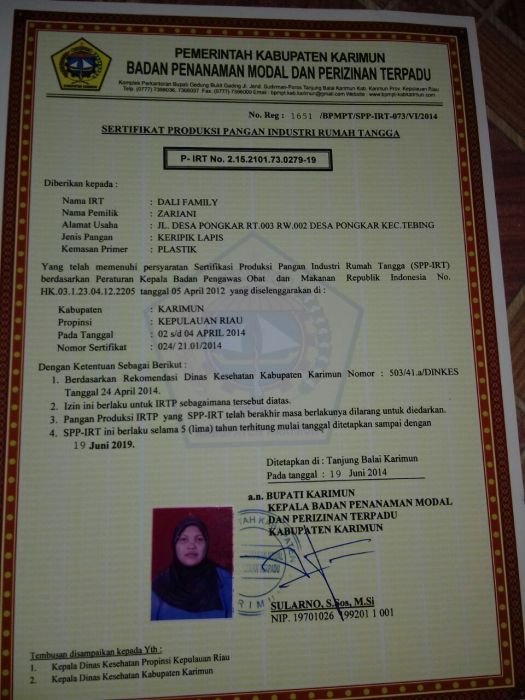 PEMERINTAH KABUPATEN KARIMUN
BADAN PENANAMAN MODAL DAN PERIZINAN TERPADU
Komplek Perkantoran Bupati Gedung Bukit Gading Jl. Jend. Sudirman-Poros Tanjung Balai Karimun Kab. Karimun Prov. Kepulauan Riau
Telp. (0777) 7366036, 7366037 Fax. (0777) 7366009 Email : bpmpt.kab.karimun@gmail.com Website : www.bpmpt-kabkarimun.com
No. Reg : 1651 /BPMPT/SPP-IRT-073/VI/2014
SERTIFIKAT PRODUKSI PANGAN INDUSTRI RUMAH TANGGA
P- IRT No. 2.15.2101.73.0279-19
Diberikan kepada :
Nama IRT : DALI FAMILY
Nama Pemilik : ZARIANI
Alamat Usaha : JL. DESA PONGKAR RT.003 RW.002 DESA PONGKAR KEC.TEBING
Jenis Pangan : KERIPIK LAPIS
Kemasan Primer : PLASTIK
Yang telah memenuhi persyaratan Sertifikasi Produksi Pangan Industri Rumah Tangga (SPP-IRT)
berdasarkan Peraturan Kepala Badan Pengawas Obat dan Makanan Republik Indonesia No.
HK.03.1.23.04.12.2205 tanggal 05 April 2012 yang diselenggarakan di :
Kabupaten : KARIMUN
Propinsi : KEPULAUAN RIAU
Pada Tanggal : 02 s/d 04 APRIL 2014
Nomor Sertifikat : 024/ 21.01/2014
Dengan Ketentuan Sebagai Berikut :
1. Berdasarkan Rekomendasi Dinas Kesehatan Kabupaten Karimun Nomor : 503/41.a/DINKES
Tanggal 24 April 2014.
2. Izin ini berlaku untuk IRTP sebagaimana tersebut diatas.
3. Pangan Produksi IRTP yang SPP-IRT telah berakhir masa berlakunya dilarang untuk diedarkan.
4. SPP-IRT ini berlaku selama 5 (lima) tahun terhitung mulai tanggal ditetapkan sampai dengan
19 Juni 2019.
Ditetapkan di : Tanjung Balai Karimun
Pada tanggal : 19 Juni 2014
a.n. BUPATI KARIMUN
KEPALA BADAN PENANAMAN MODAL
DAN PERIZINAN TERPADU
KABUPATEN KARIMUN
SULARNO, S.Sos, M.Si
NIP. 19701026 199201 1 001
Tembusan disampaikan kepada Yth :
1. Kepala Dinas Kesehatan Propinsi Kepulauan Riau
2. Kepala Dinas Kesehatan Kabupaten Karimun